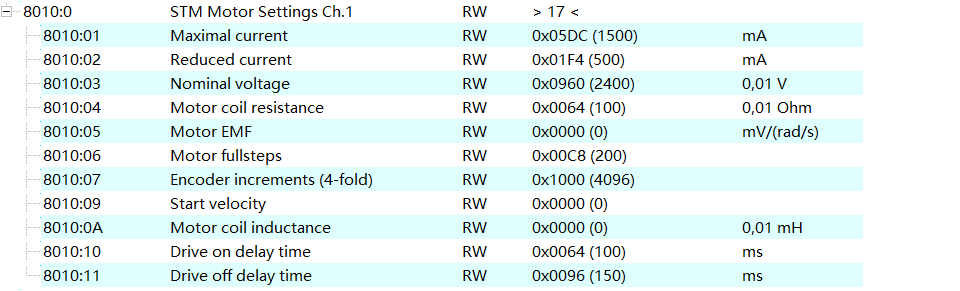 8010:0 STM Motor Settings Ch.1 RW > 17 <
8010:01 Maximal current RW 0x05DC (1500) mA
8010:02 Reduced current RW 0x01F4 (500) mA
8010:03 Nominal voltage RW 0x0960 (2400) 0,01 V
8010:04 Motor coil resistance RW 0x0064 (100) 0,01 Ohm
8010:05 Motor EMF RW 0x0000 (0) mV/(rad/s)
8010:06 Motor fullsteps RW 0x00C8 (200)
8010:07 Encoder increments (4-fold) RW 0x1000 (4096)
8010:09 Start velocity RW 0x0000 (0)
8010:0A Motor coil inductance RW 0x0000 (0) 0,01 mH
8010:10 Drive on delay time RW 0x0064 (100) ms
8010:11 Drive off delay time RW 0x0096 (150) ms